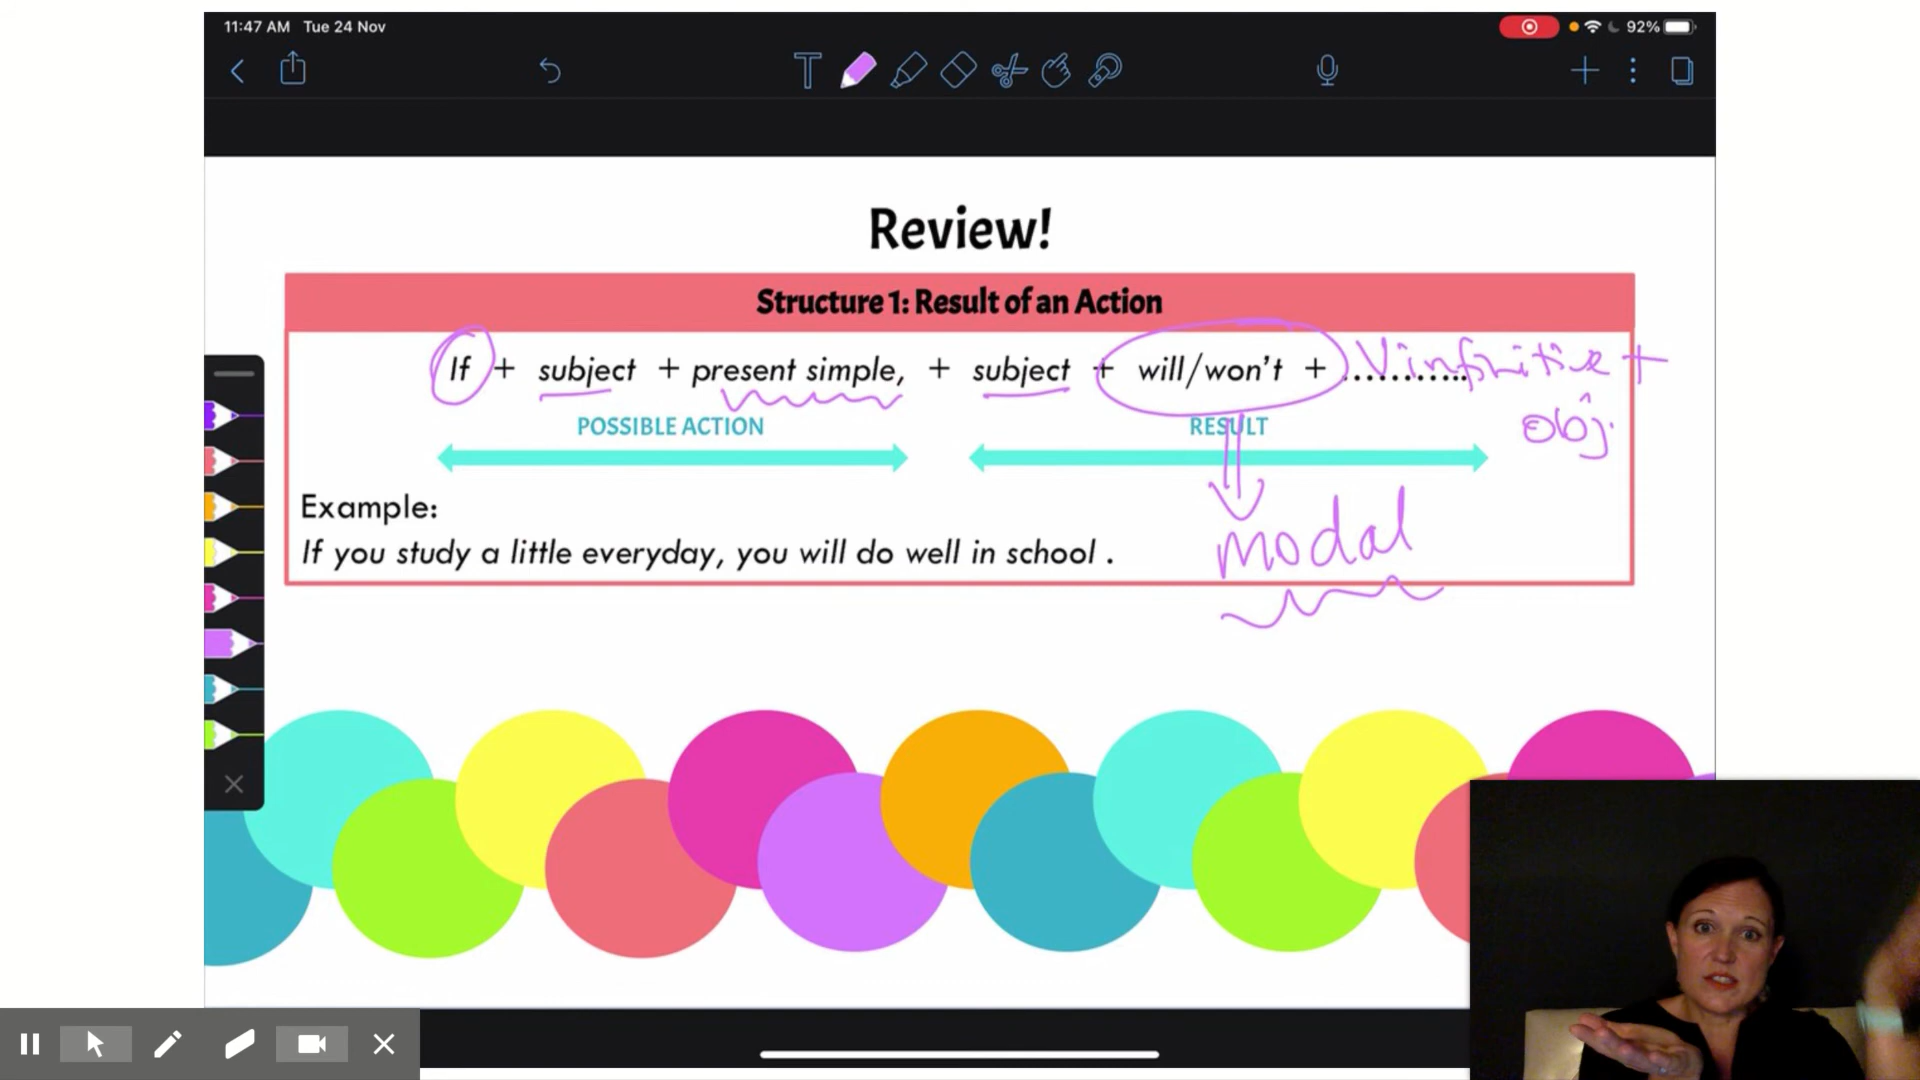 11:47 AM Tue 24 Nov
92%
T
Review!
Structure 1: Result of an Action
If + subject + present simple, + subject + will/won't + ........... Vinfinitive +
obj.
POSSIBLE ACTION RESULT
Example:
modal
If you study a little everyday, you will do well in school .